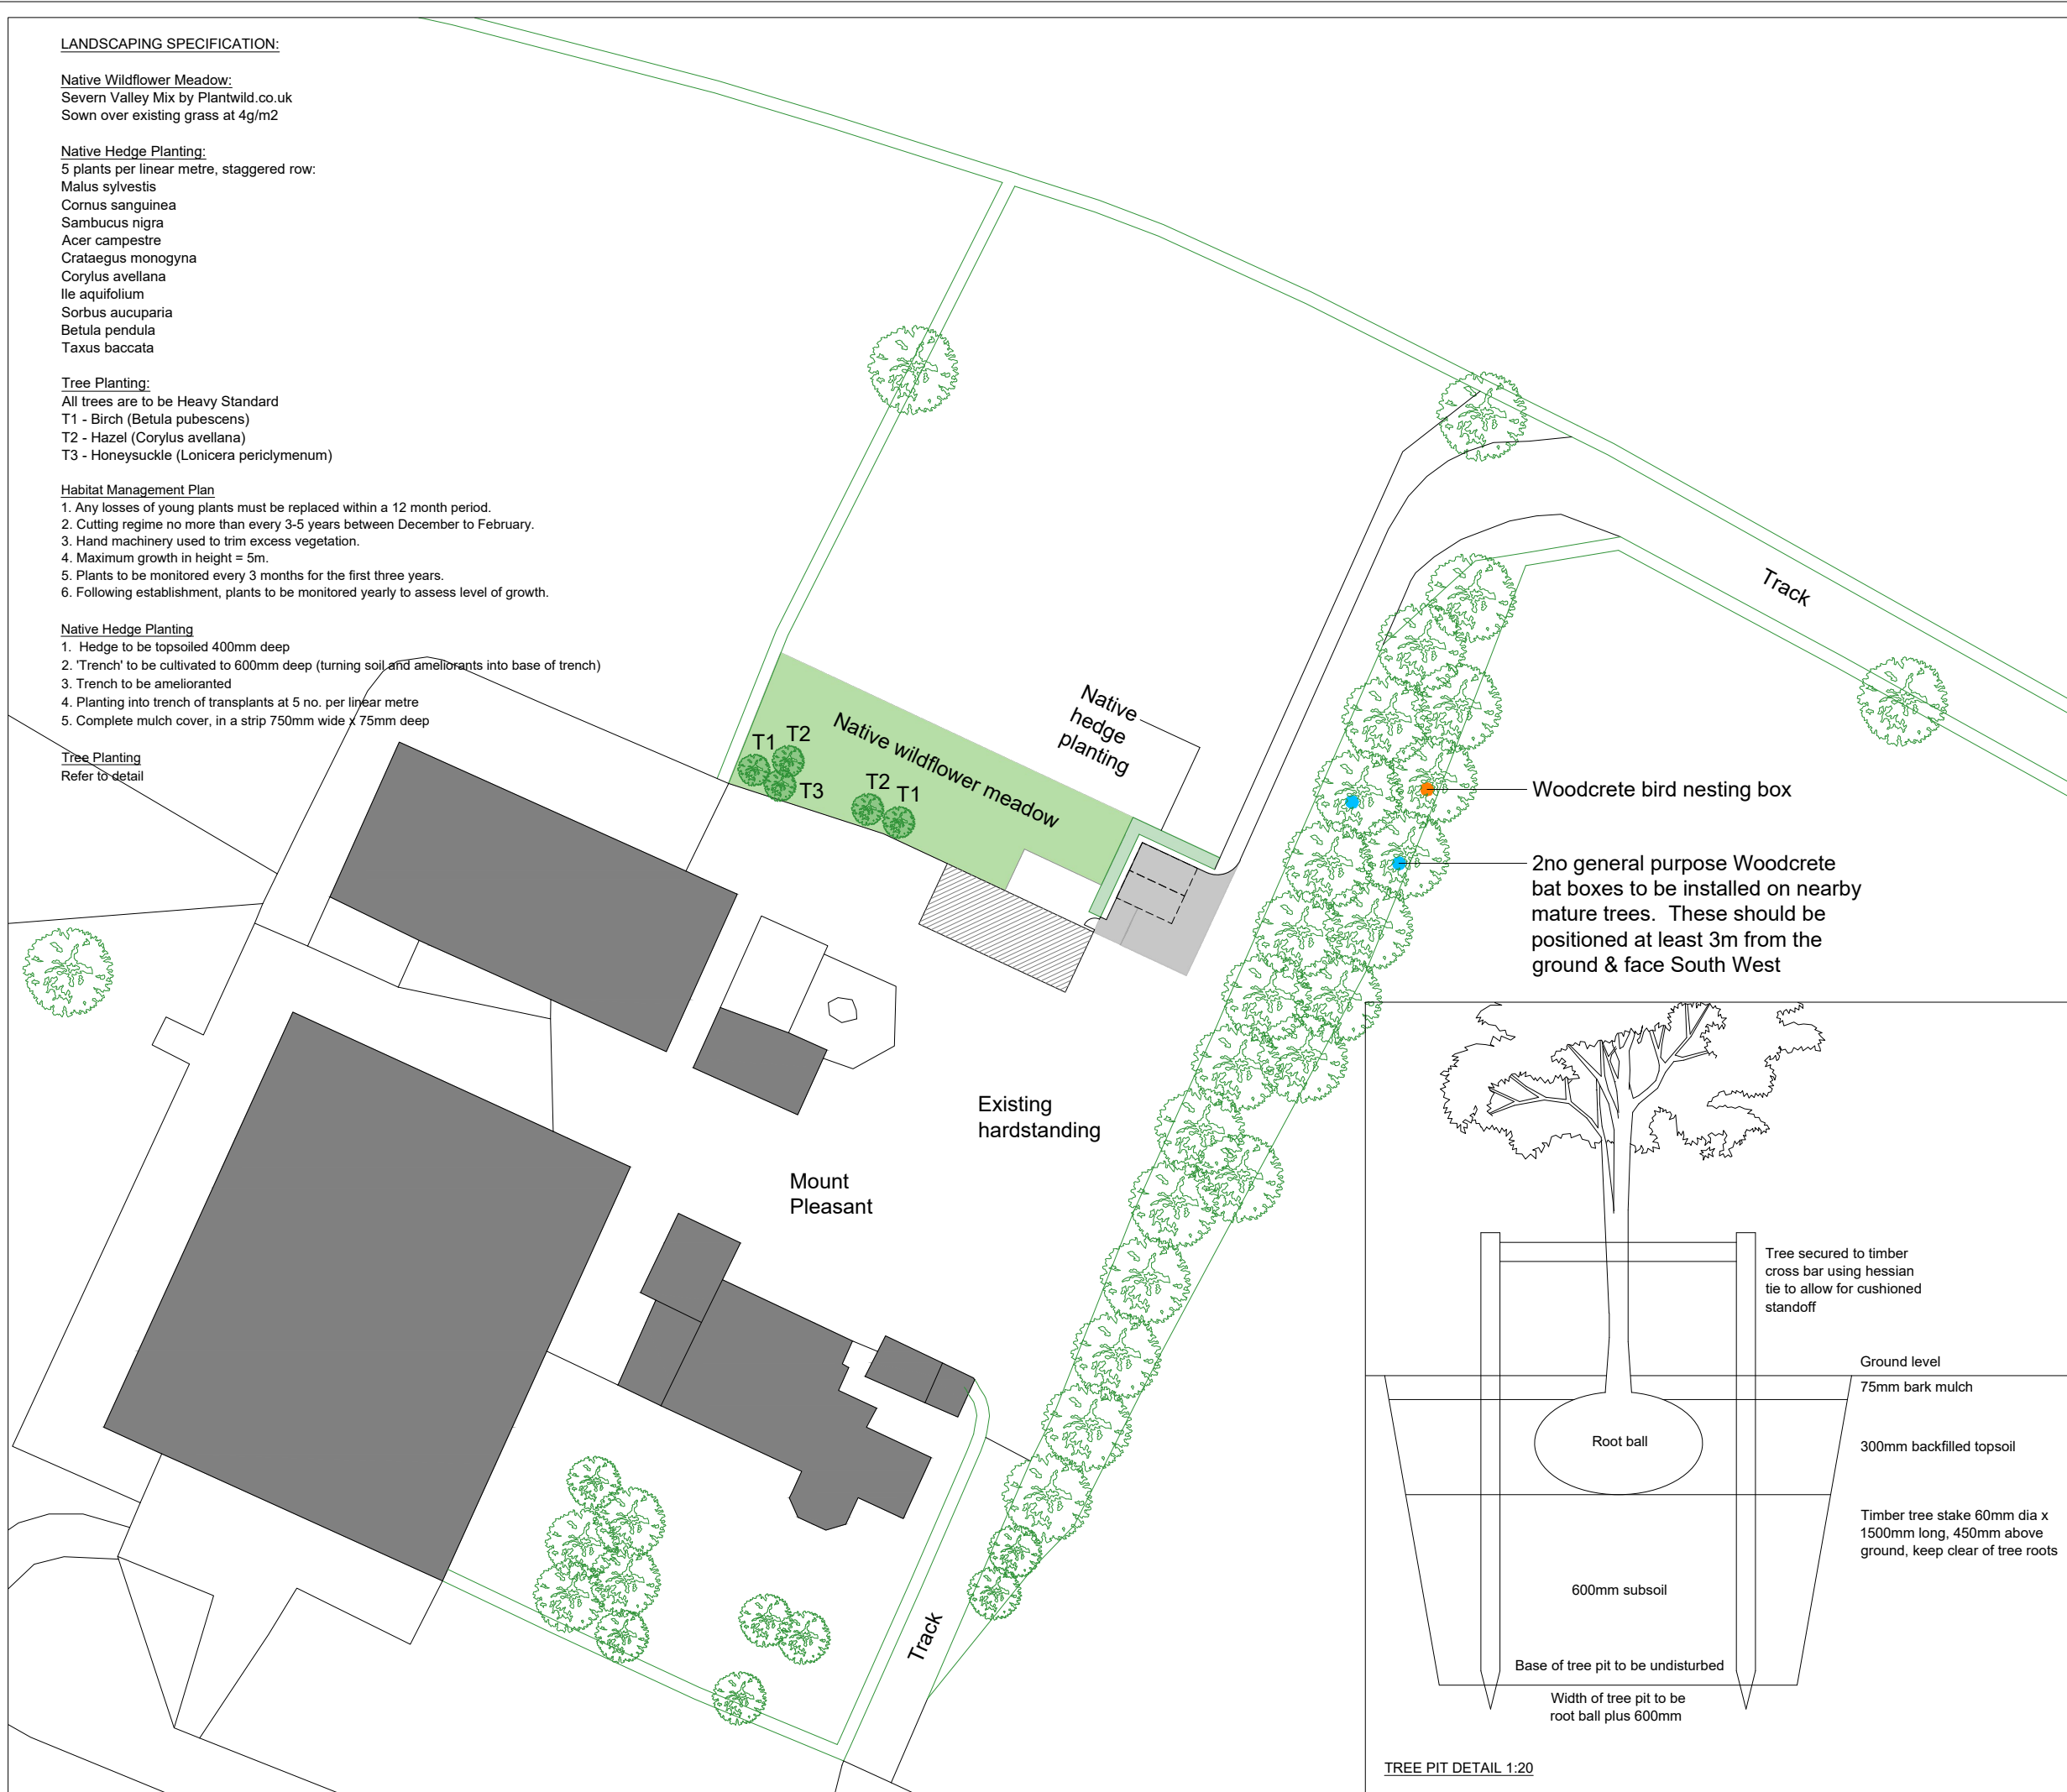 LANDSCAPING SPECIFICATION:
Native Wildflower Meadow:
Severn Valley Mix by Plantwild.co.uk
Sown over existing grass at 4g/m2
Native Hedge Planting:
5 plants per linear metre, staggered row:
Malus sylvestis
Cornus sanguinea
Sambucus nigra
Acer campestre
Crataegus monogyna
Corylus avellana
Ile aquifolium
Sorbus aucuparia
Betula pendula
Taxus baccata
Tree Planting:
All trees are to be Heavy Standard
T1 - Birch (Betula pubescens)
T2 - Hazel (Corylus avellana)
T3 - Honeysuckle (Lonicera periclymenum)
Habitat Management Plan
1. Any losses of young plants must be replaced within a 12 month period.
2. Cutting regime no more than every 3-5 years between December to February.
3. Hand machinery used to trim excess vegetation.
4. Maximum growth in height = 5m.
5. Plants to be monitored every 3 months for the first three years.
6. Following establishment, plants to be monitored yearly to assess level of growth.
Native Hedge Planting
1. Hedge to be topsoiled 400mm deep
2. 'Trench' to be cultivated to 600mm deep (turning soil and ameliorants into base of trench)
3. Trench to be amelioranted
4. Planting into trench of transplants at 5 no. per linear metre
5. Complete mulch cover, in a strip 750mm wide x 75mm deep
Tree Planting
Refer to detail
Track
Native
hedge
planting
Native wildflower meadow
T1
T2
T3
T2
T1
Woodcrete bird nesting box
2no general purpose Woodcrete
bat boxes to be installed on nearby
mature trees. These should be
positioned at least 3m from the
ground & face South West
Existing
hardstanding
Mount
Pleasant
Track
Tree secured to timber
cross bar using hessian
tie to allow for cushioned
standoff
Ground level
75mm bark mulch
Root ball
300mm backfilled topsoil
Timber tree stake 60mm dia x
1500mm long, 450mm above
ground, keep clear of tree roots
600mm subsoil
Base of tree pit to be undisturbed
Width of tree pit to be
root ball plus 600mm
TREE PIT DETAIL 1:20